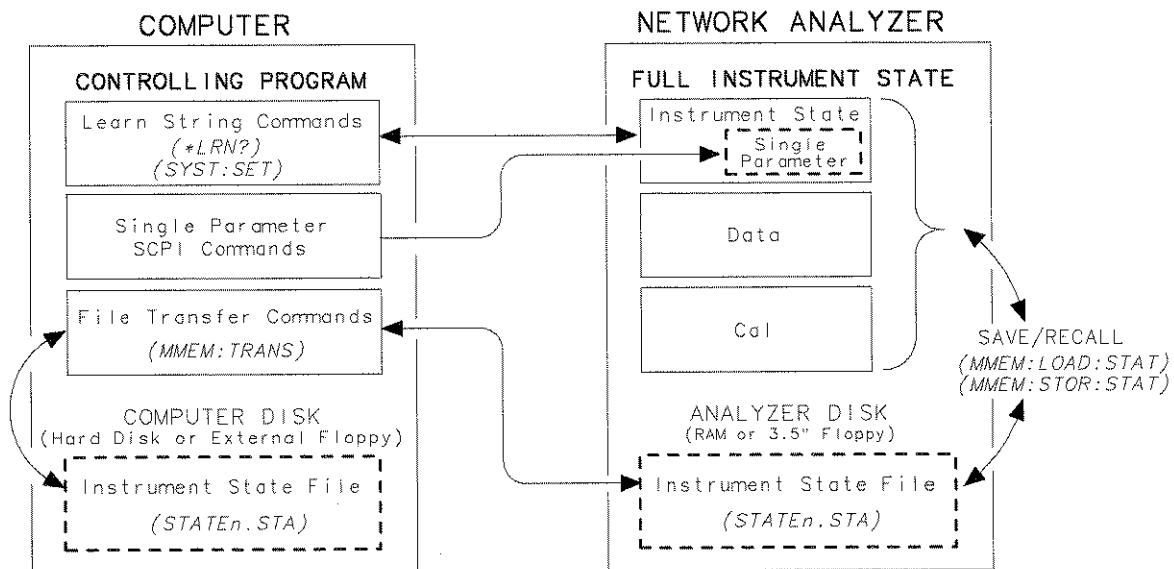 COMPUTER
CONTROLLING PROGRAM
Learn String Commands
(*LRN?)
(SYST:SET)
Single Parameter
SCPI Commands
File Transfer Commands
(MMEM:TRANS)
COMPUTER DISK
(Hard Disk or External Floppy)
Instrument State File
(STATEn.STA)
NETWORK ANALYZER
FULL INSTRUMENT STATE
Instrument State
Single
Parameter
Data
Cal
SAVE/RECALL
(MMEM:LOAD:STAT)
(MMEM:STOR:STAT)
ANALYZER DISK
(RAM or 3.5" Floppy)
Instrument State File
(STATEn.STA)